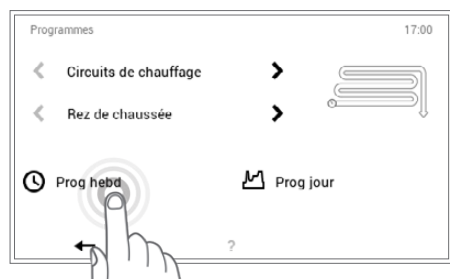 Programmes 17:00
Circuits de chauffage
Rez de chaussée
Prog hebd Prog jour
?